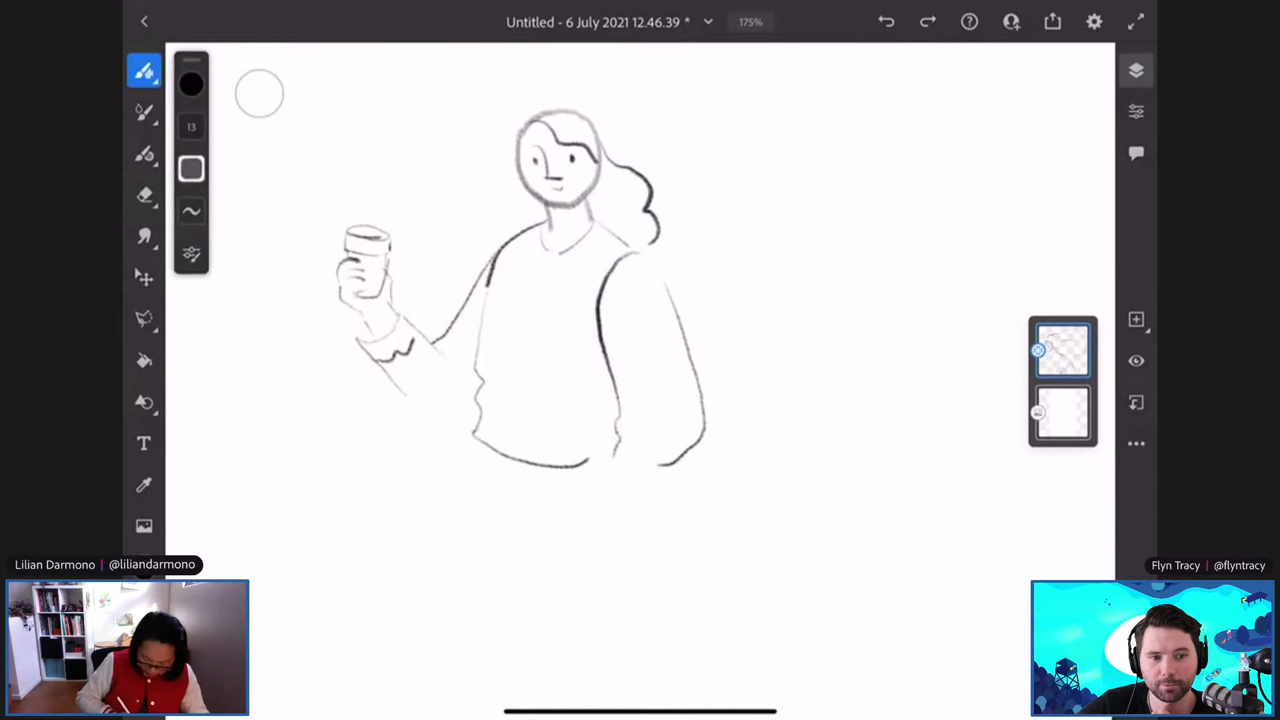 Untitled - 6 July 2021 12.46.39 *
175%
13
T
Lilian Darmono | @liliandarmono
Flyn Tracy | @flyntracy